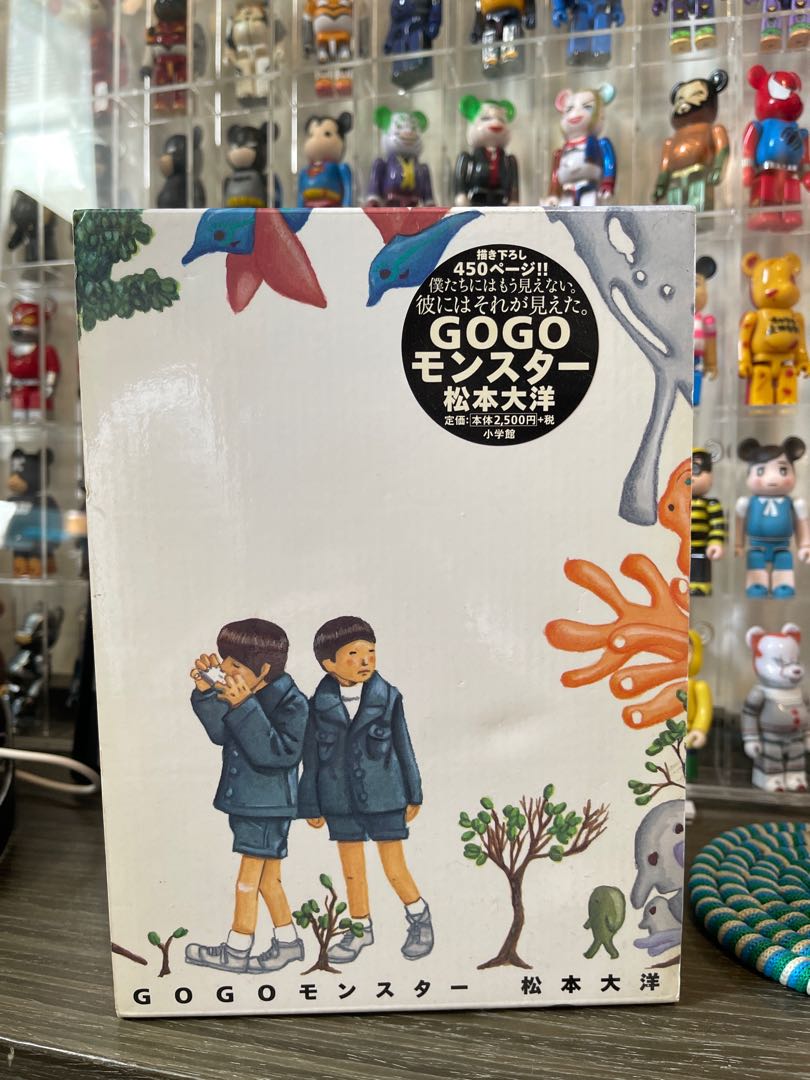 描き下ろし
450ページ!!
僕たちにはもう見えない。
彼にはそれが見えた。
GOGO
モンスター
松本大洋
定価:本体2,500円+税
小学館
GOGOモンスター 松本大洋